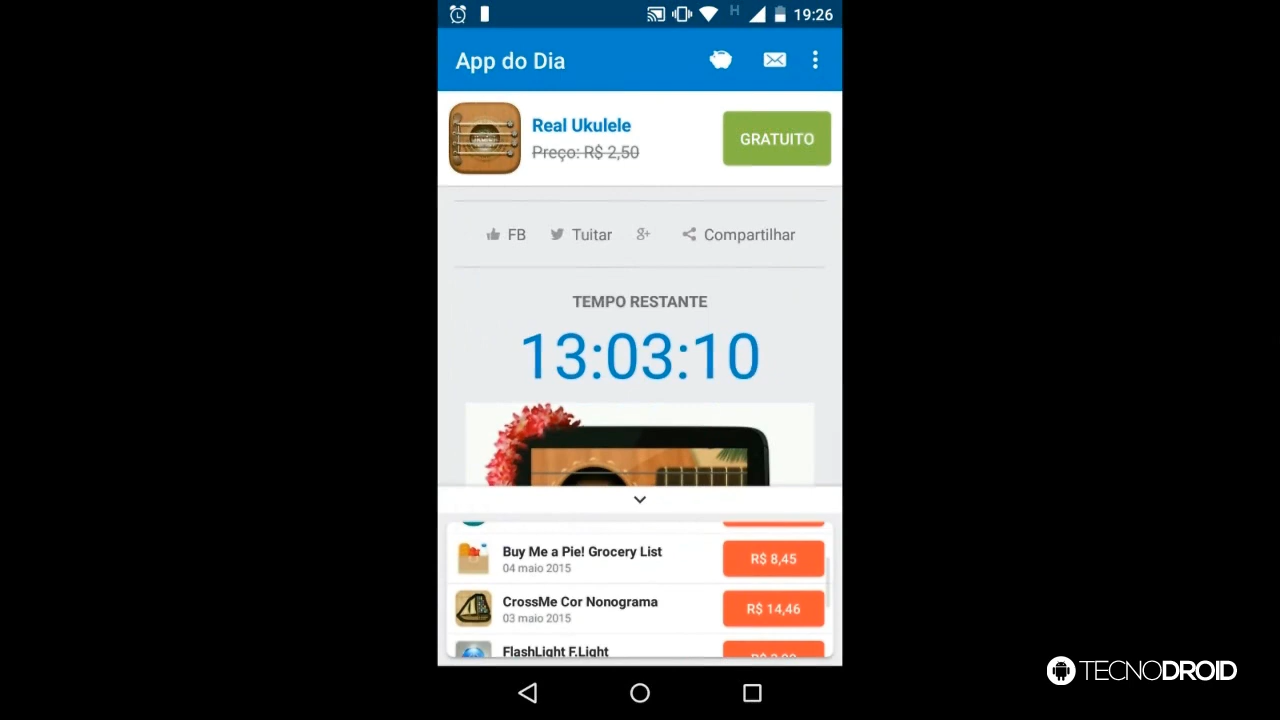 H 19:26
App do Dia
Real Ukulele
Preço: R$ 2,50
GRATUITO
FB Tuitar g+ Compartilhar
TEMPO RESTANTE
13:03:10
Buy Me a Pie! Grocery List
04 maio 2015
R$ 8,45
CrossMe Cor Nonograma
03 maio 2015
R$ 14,46
FlashLight F.Light
TECNODROID